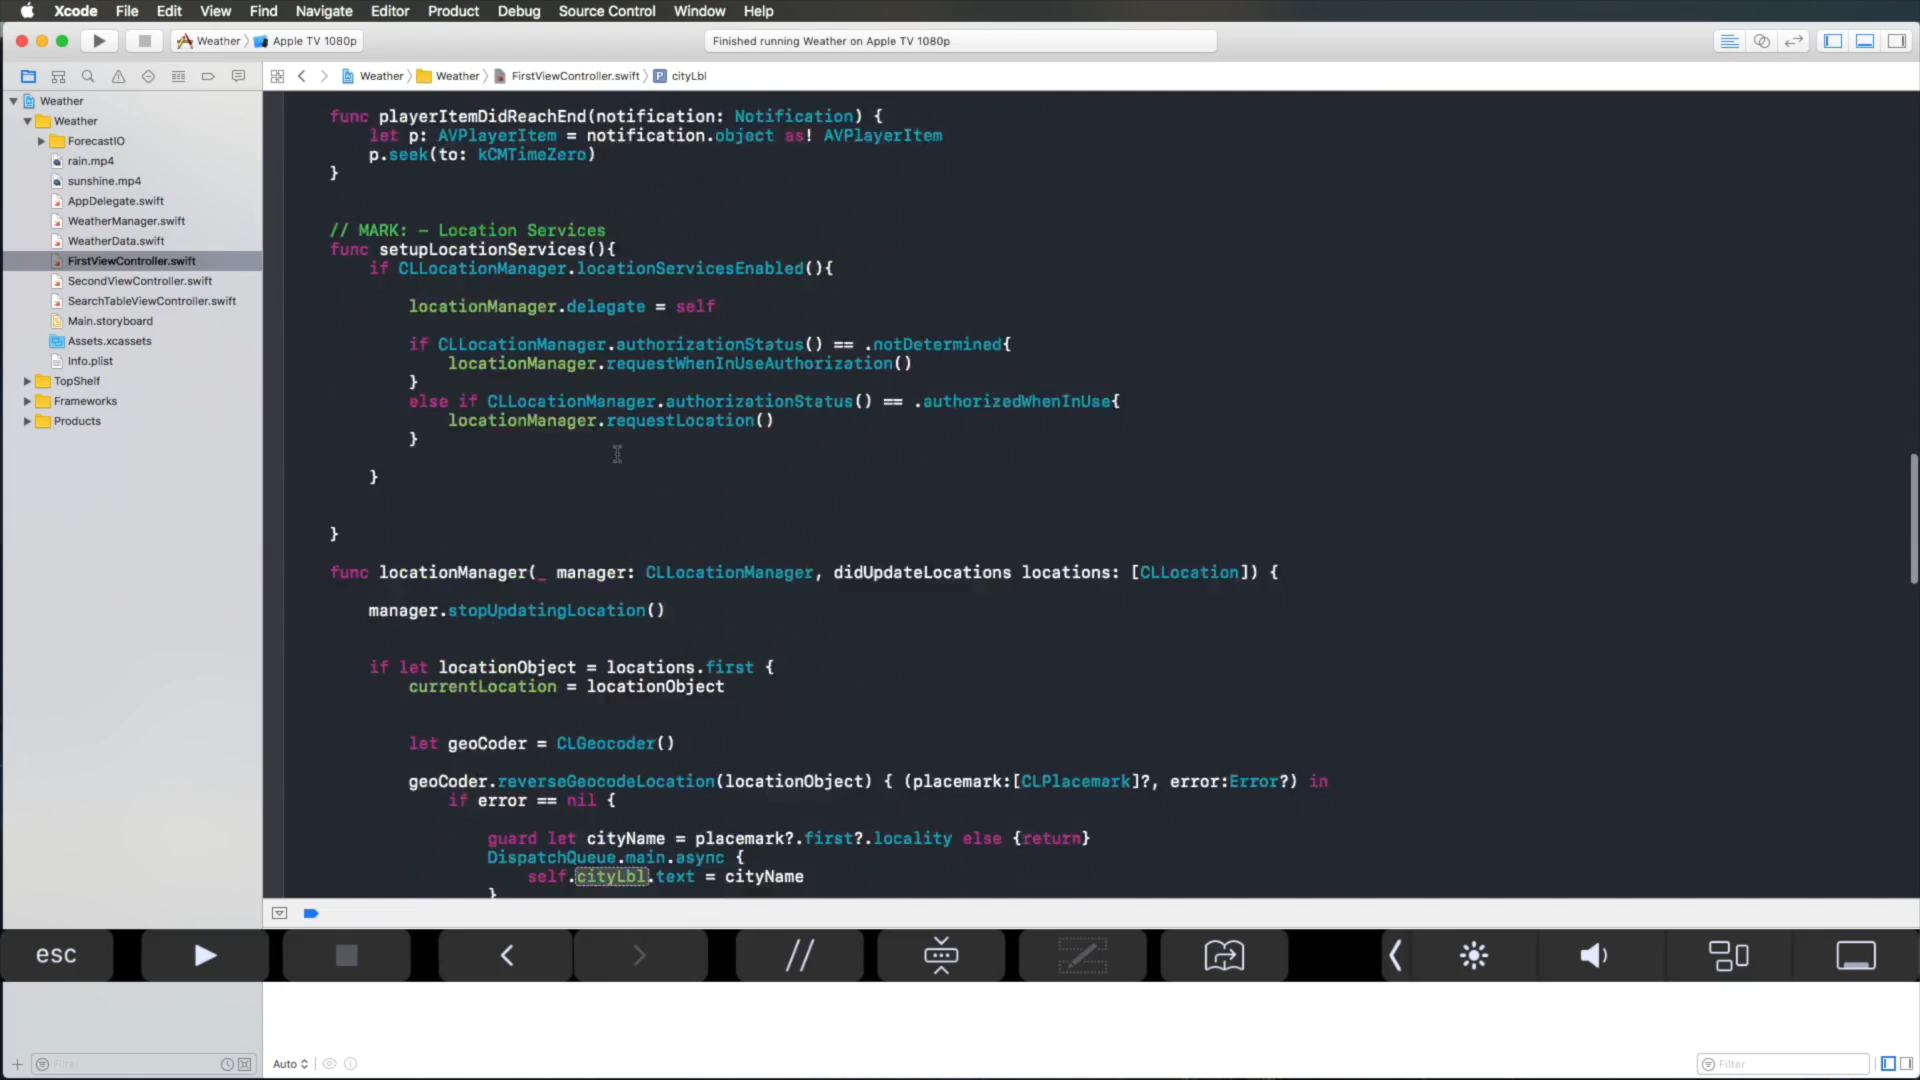 Xcode File Edit View Find Navigate Editor Product Debug Source Control Window Help
Weather Apple TV 1080p
Finished running Weather on Apple TV 1080p
Weather Weather FirstViewController.swift cityLbl
Weather
Weather
ForecastIO
rain.mp4
sunshine.mp4
AppDelegate.swift
WeatherManager.swift
WeatherData.swift
FirstViewController.swift
SecondViewController.swift
SearchTableViewController.swift
Main.storyboard
Assets.xcassets
Info.plist
TopShelf
Frameworks
Products
func playerItemDidReachEnd(notification: Notification) {
let p: AVPlayerItem = notification.object as! AVPlayerItem
p.seek(to: kCMTimeZero)
}
// MARK: - Location Services
func setupLocationServices(){
if CLLocationManager.locationServicesEnabled(){
locationManager.delegate = self
if CLLocationManager.authorizationStatus() == .notDetermined{
locationManager.requestWhenInUseAuthorization()
}
else if CLLocationManager.authorizationStatus() == .authorizedWhenInUse{
locationManager.requestLocation()
}
}
}
func locationManager(_ manager: CLLocationManager, didUpdateLocations locations: [CLLocation]) {
manager.stopUpdatingLocation()
if let locationObject = locations.first {
currentLocation = locationObject
let geoCoder = CLGeocoder()
geoCoder.reverseGeocodeLocation(locationObject) { (placemark:[CLPlacemark]?, error:Error?) in
if error == nil {
guard let cityName = placemark?.first?.locality else {return}
DispatchQueue.main.async {
self.cityLbl.text = cityName
}
esc //
Filter
Auto
Filter